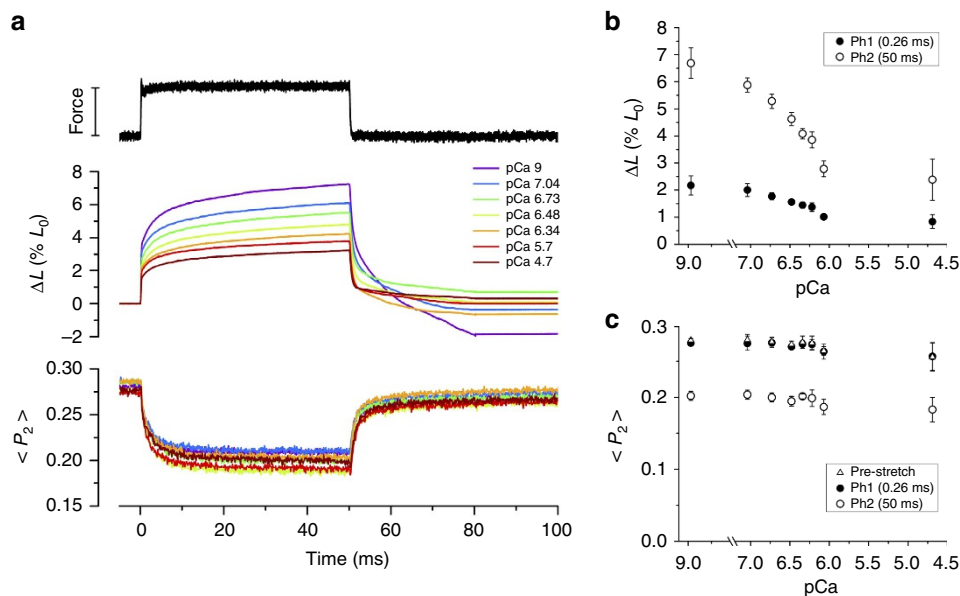 a
Force
8
6
4
2
0
–2
ΔL (% L0)
pCa 9
pCa 7.04
pCa 6.73
pCa 6.48
pCa 6.34
pCa 5.7
pCa 4.7
0.30
0.25
0.20
0.15
< P2 >
0 20 40 60 80 100
Time (ms)
b
8
7
6
5
4
3
2
1
0
ΔL (% L0)
Ph1 (0.26 ms)
Ph2 (50 ms)
9.0 7.0 6.5 6.0 5.5 5.0 4.5
pCa
c
0.3
0.2
0.1
0.0
< P2 >
Pre-stretch
Ph1 (0.26 ms)
Ph2 (50 ms)
9.0 7.0 6.5 6.0 5.5 5.0 4.5
pCa